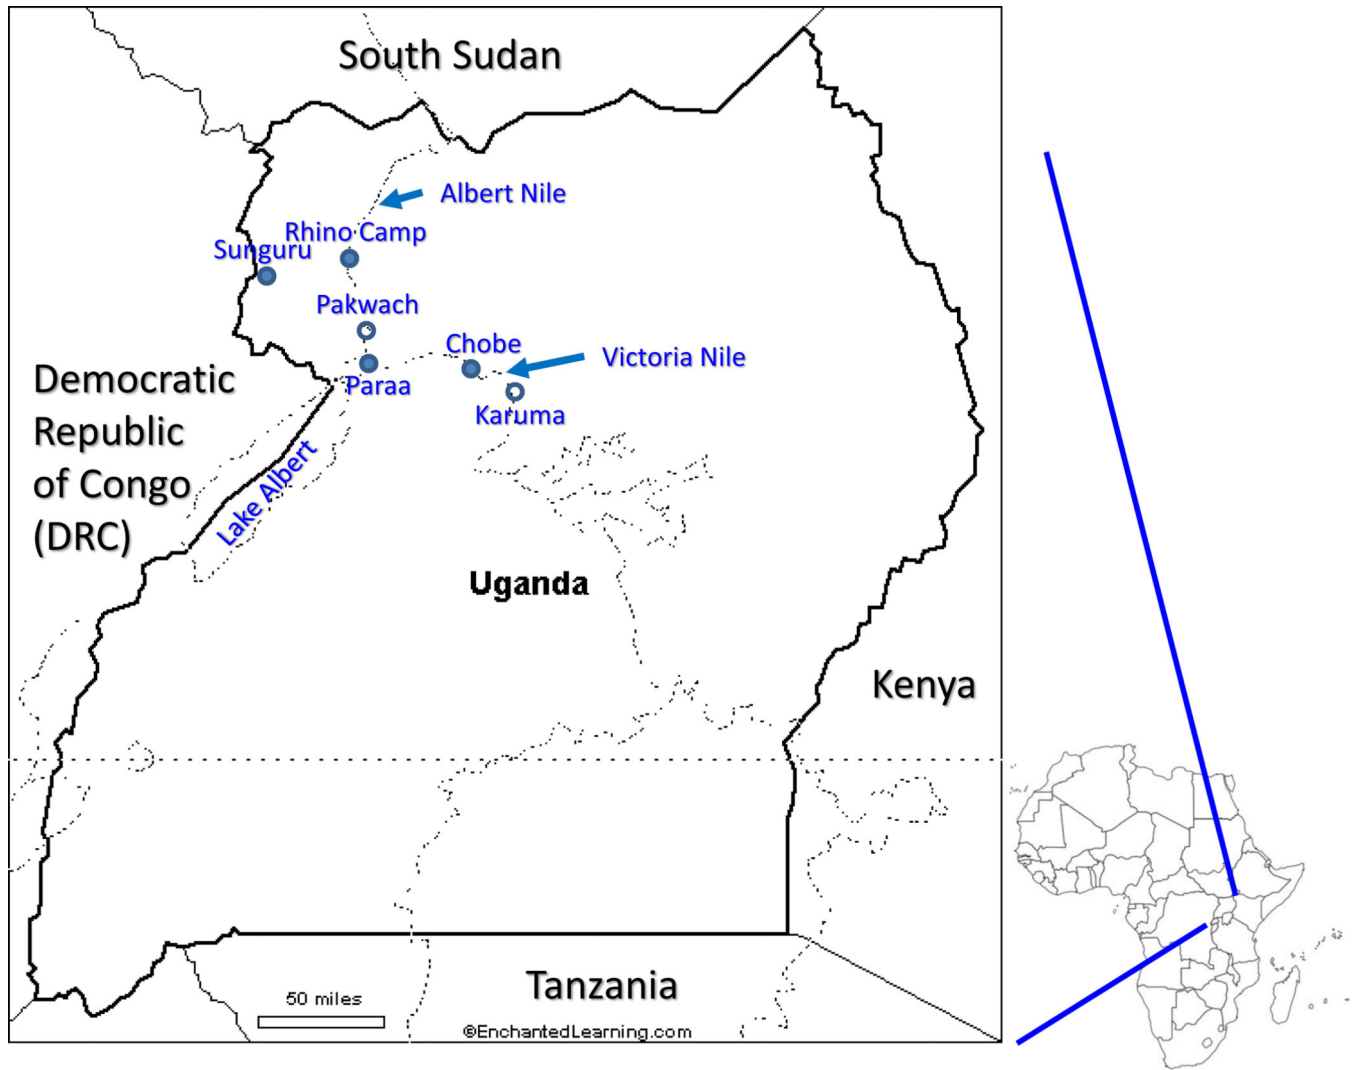 South Sudan
Albert Nile
Rhino Camp
Sunguru
Pakwach
Chobe
Victoria Nile
Paraa
Karuma
Democratic
Republic
of Congo
(DRC)
Lake Albert
Uganda
Kenya
Tanzania
50 miles
©EnchantedLearning.com